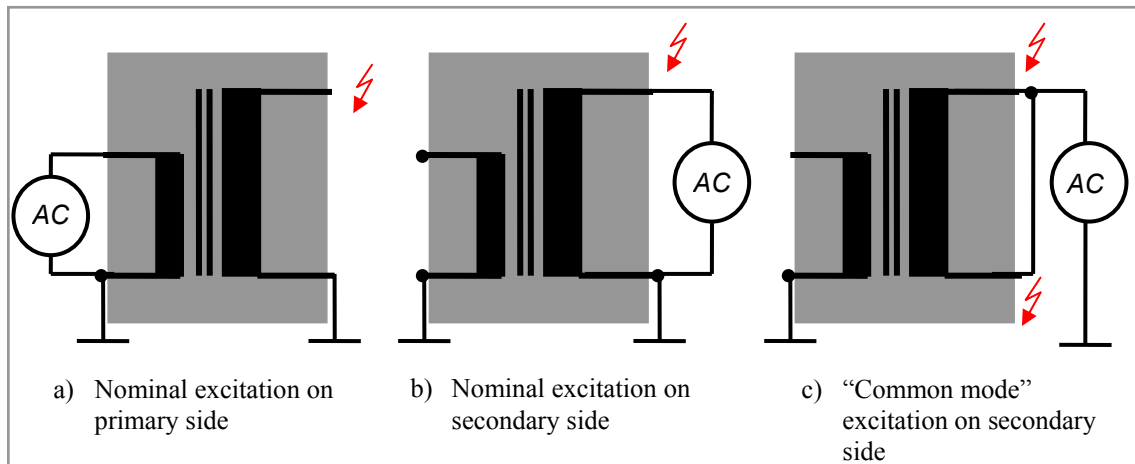 AC
AC
AC
a) Nominal excitation on
primary side
b) Nominal excitation on
secondary side
c) “Common mode”
excitation on secondary
side